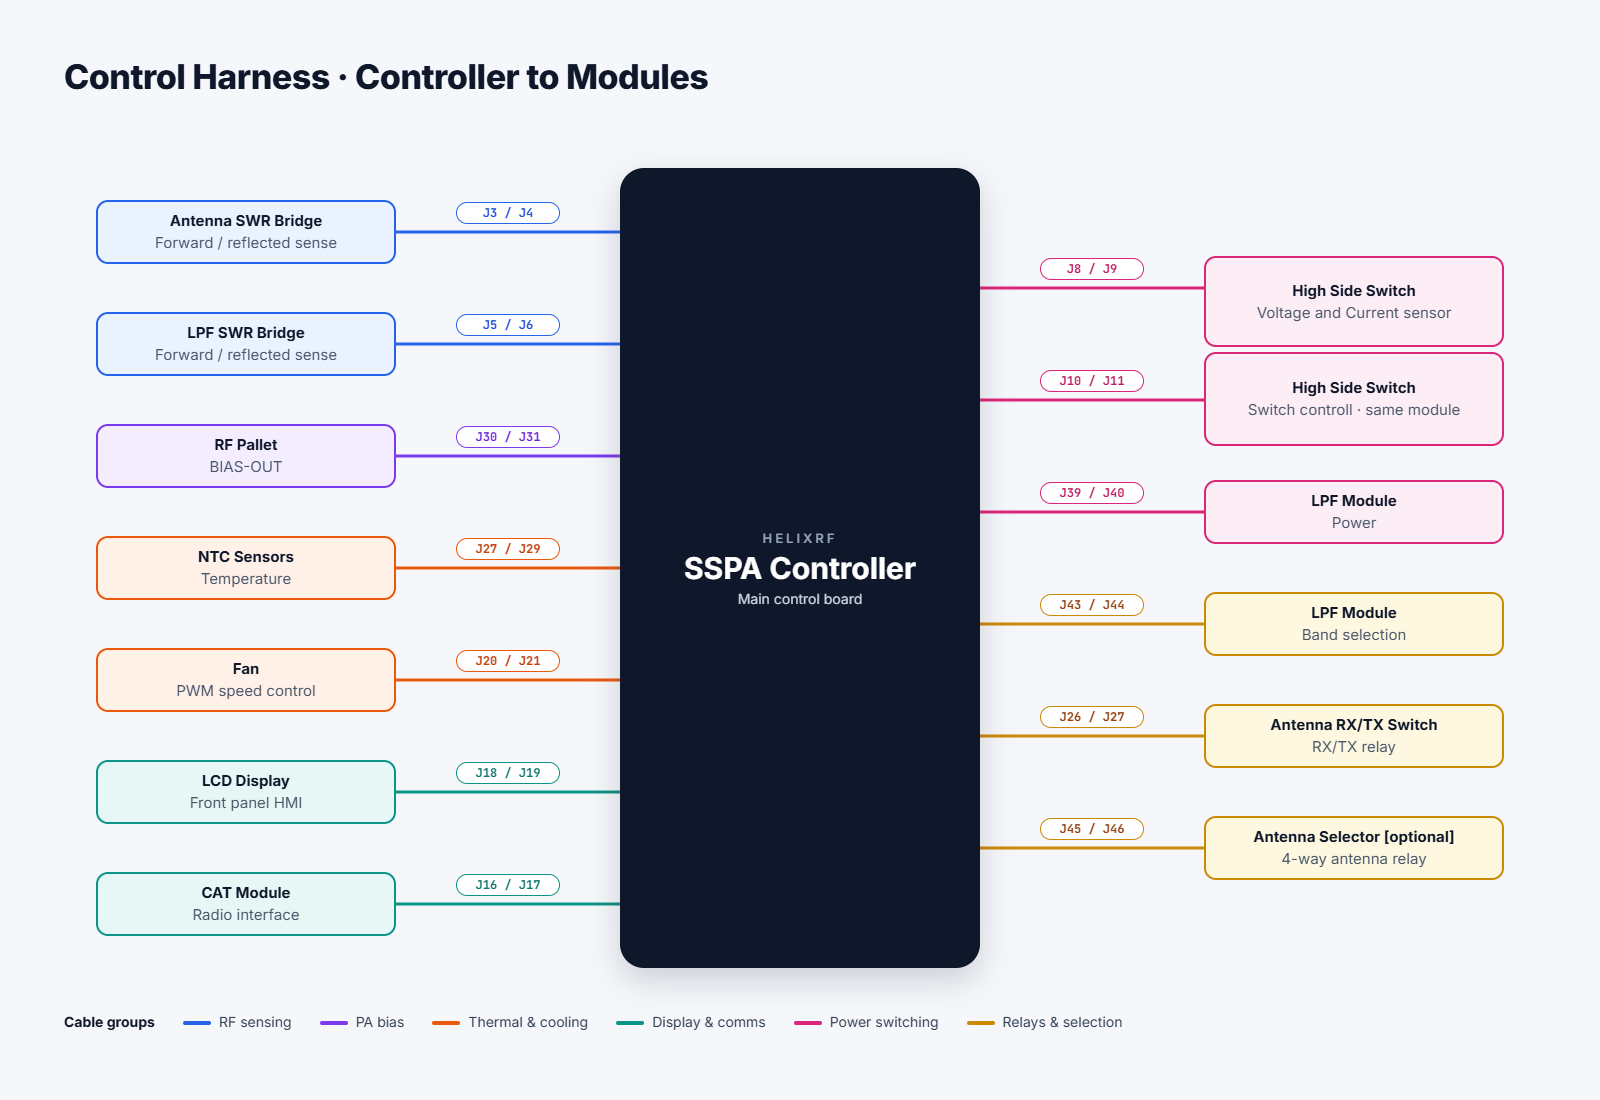 Control Harness · Controller to Modules
Antenna SWR Bridge
Forward / reflected sense
J3 / J4
LPF SWR Bridge
Forward / reflected sense
J5 / J6
RF Pallet
BIAS-OUT
J30 / J31
NTC Sensors
Temperature
J27 / J29
Fan
PWM speed control
J20 / J21
LCD Display
Front panel HMI
J18 / J19
CAT Module
Radio interface
J16 / J17
HELIXRF
SSPA Controller
Main control board
J8 / J9
High Side Switch
Voltage and Current sensor
J10 / J11
High Side Switch
Switch controll · same module
J39 / J40
LPF Module
Power
J43 / J44
LPF Module
Band selection
J26 / J27
Antenna RX/TX Switch
RX/TX relay
J45 / J46
Antenna Selector [optional]
4-way antenna relay
Cable groups
RF sensing
PA bias
Thermal & cooling
Display & comms
Power switching
Relays & selection